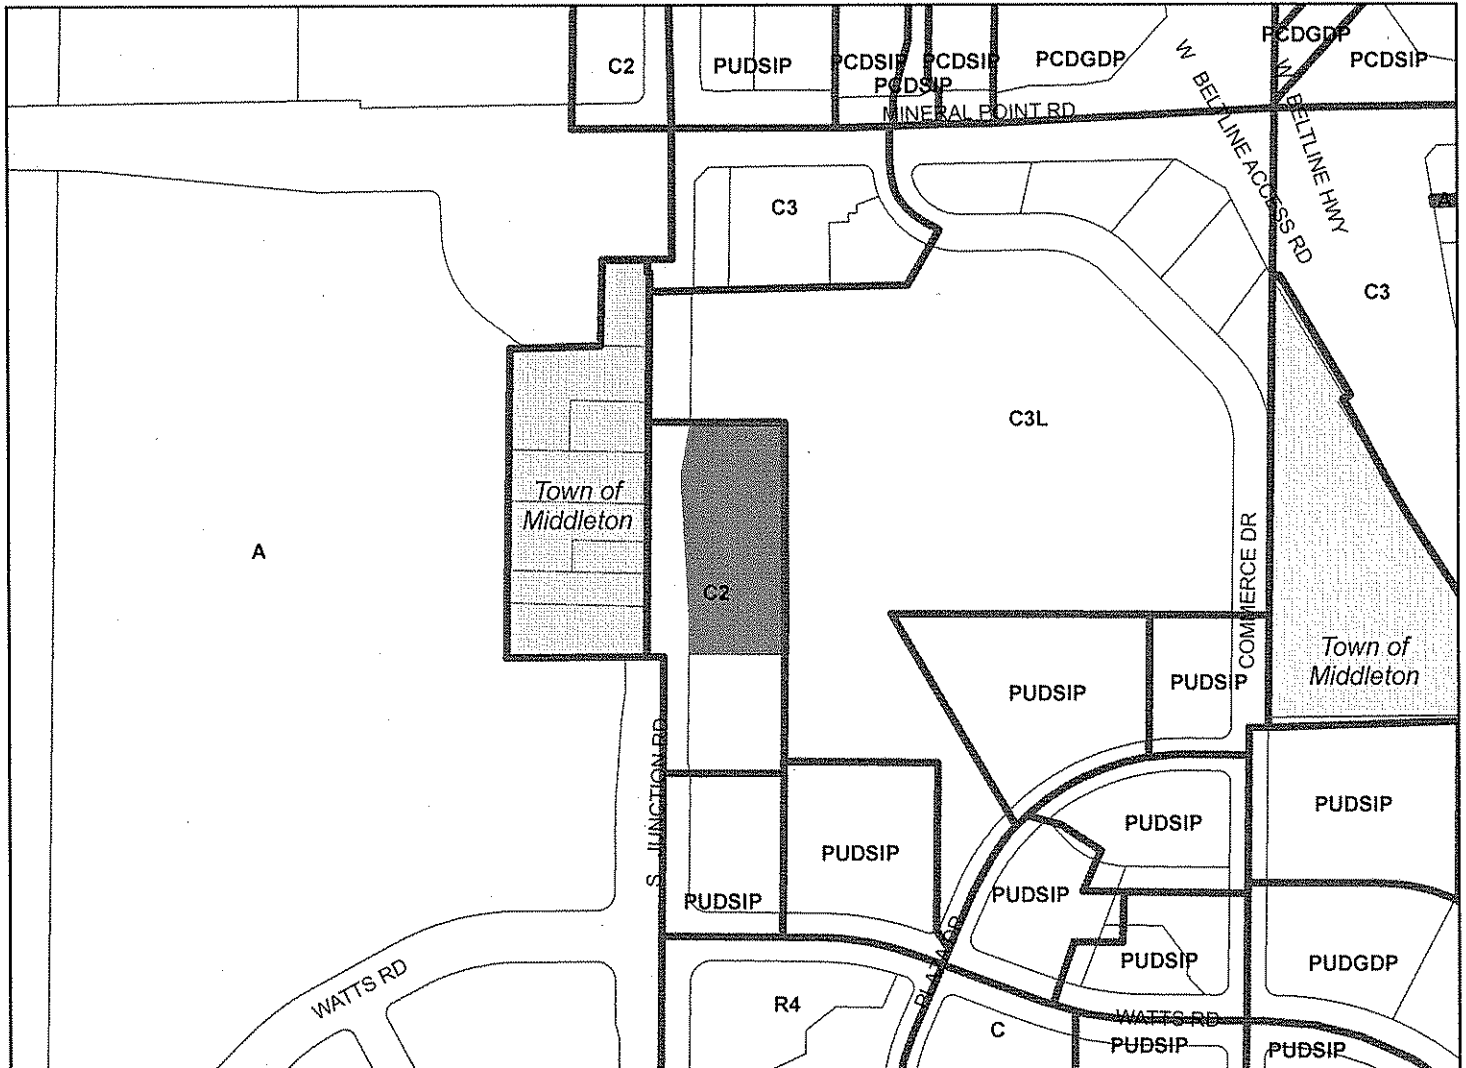 C2
PUDSIP
PCDSIP
PCDSIP
PCDSIP
PCDGDP
PCDGDP
PCDSIP
MINERAL POINT RD
W BELTLINE ACCESS RD
W BELTLINE HWY
C3
A
C3
C3L
Town of
Middleton
A
C2
COMMERCE DR
Town of
Middleton
PUDSIP
PUDSIP
S JUNCTION RD
PUDSIP
PUDSIP
PUDSIP
PUDSIP
PUDSIP
PLAZA DR
PUDSIP
PUDGDP
WATTS RD
R4
C
WATTS RD
PUDSIP
PUDSIP